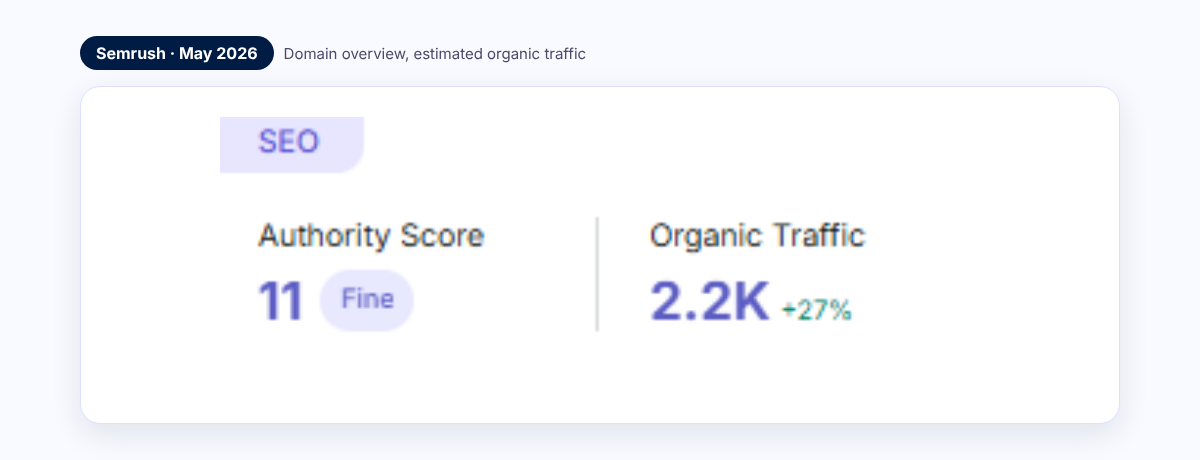 Semrush · May 2026 Domain overview, estimated organic traffic
SEO
Authority Score
11 Fine
Organic Traffic
2.2K +27%